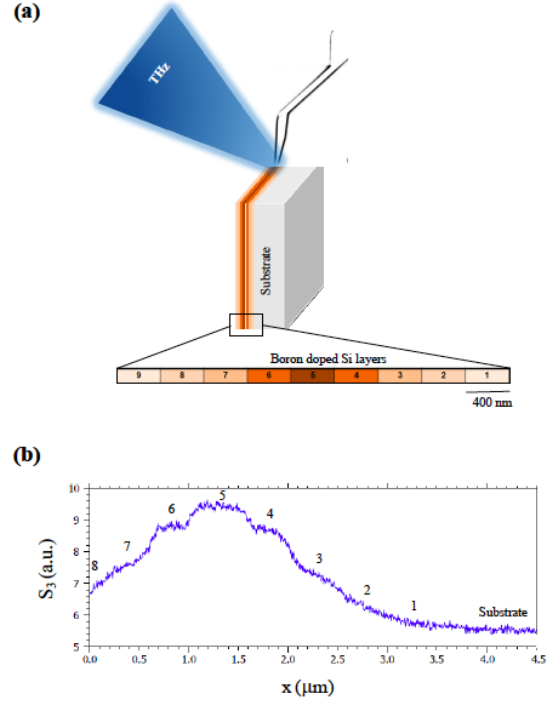 (a)
THz
Substrate
Boron doped Si layers
9 8 7 6 5 4 3 2 1
400 nm
(b)
10
9
8
7
6
5
S3 (a.u.)
8 7 6 5 4 3 2 1 Substrate
0.0 0.5 1.0 1.5 2.0 2.5 3.0 3.5 4.0 4.5
x (μm)